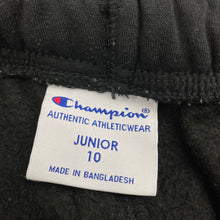 Champion
AUTHENTIC ATHLETICWEAR
JUNIOR
10
MADE IN BANGLADESH